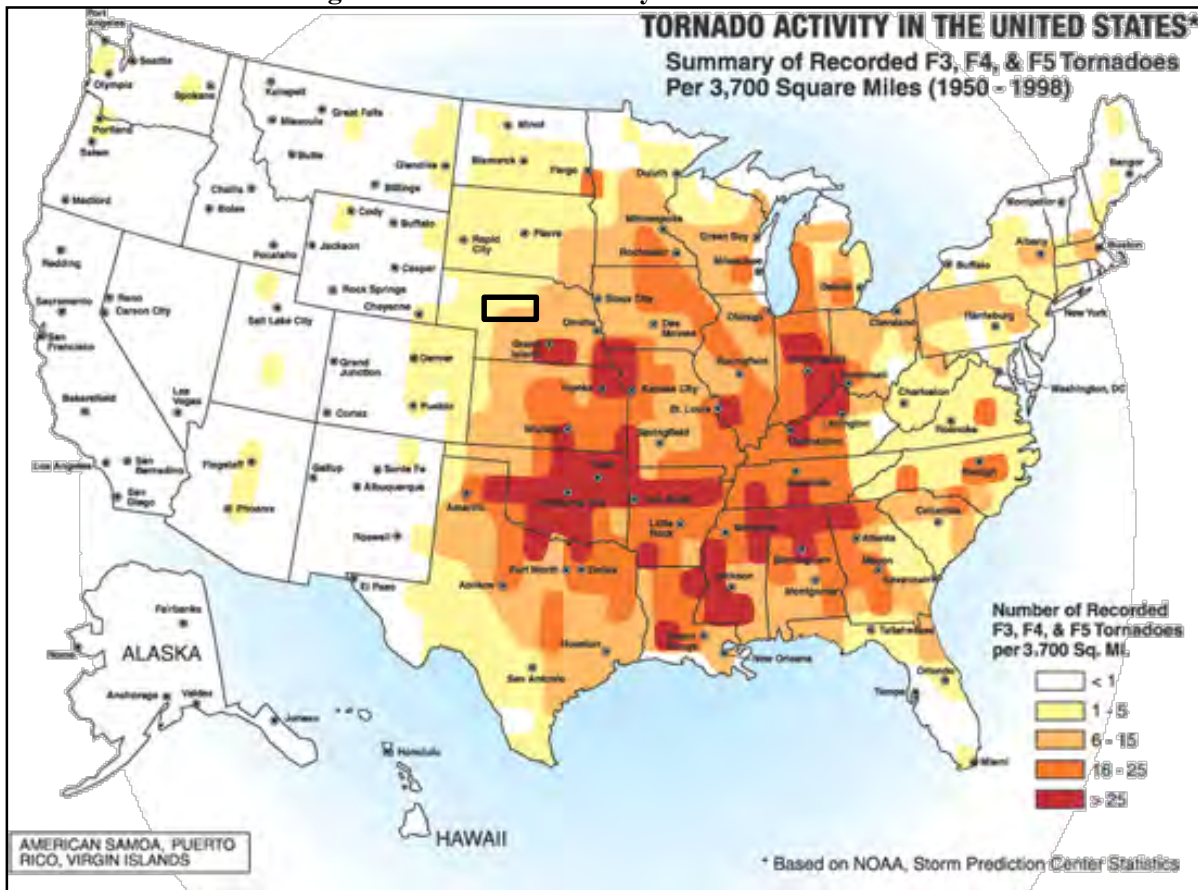 TORNADO ACTIVITY IN THE UNITED STATES*
Summary of Recorded F3, F4, & F5 Tornadoes
Per 3,700 Square Miles (1950 - 1998)
Port
Angeles
Seattle
Olympia
Spokane
Portland
Salem
Medford
Kalispell
Great Falls
Missoula
Butte
Glendive
Billings
Challis
Boise
Pocatello
Minot
Bismarck
Fargo
Duluth
Cody
Buffalo
Jackson
Casper
Rock Springs
Cheyenne
Rapid
City
Pierre
Minneapolis
Rochester
Green Bay
Milwaukee
Bangor
Montpelier
Albany
Boston
Buffalo
Redding
Sacramento
San
Francisco
Reno
Carson City
Salt Lake City
Sioux City
Omaha
Des
Moines
Chicago
Detroit
Cleveland
Harrisburg
New York
Grand
Island
Grand
Junction
Denver
Pueblo
Cortez
Topeka
Kansas City
Springfield
St. Louis
Charleston
Washington, DC
Bakersfield
Las
Vegas
Wichita
Springfield
Lexington
Roanoke
Los Angeles
San
Bernardino
San
Diego
Flagstaff
Phoenix
Gallup
Santa Fe
Albuquerque
Roswell
Amarillo
Little
Rock
Raleigh
Columbia
Atlanta
Macon
Savannah
Birmingham
Montgomery
El Paso
Abilene
Fort Worth
Dallas
Jackson
Houston
San Antonio
Baton
Rouge
New Orleans
Tallahassee
Orlando
Tampa
Miami
Fairbanks
Nome
ALASKA
Anchorage
Valdez
Juneau
Honolulu
HAWAII
Number of Recorded
F3, F4, & F5 Tornadoes
per 3,700 Sq. Mi.
< 1
1 - 5
6 - 15
16 - 25
> 25
AMERICAN SAMOA, PUERTO
RICO, VIRGIN ISLANDS
* Based on NOAA, Storm Prediction Center Statistics